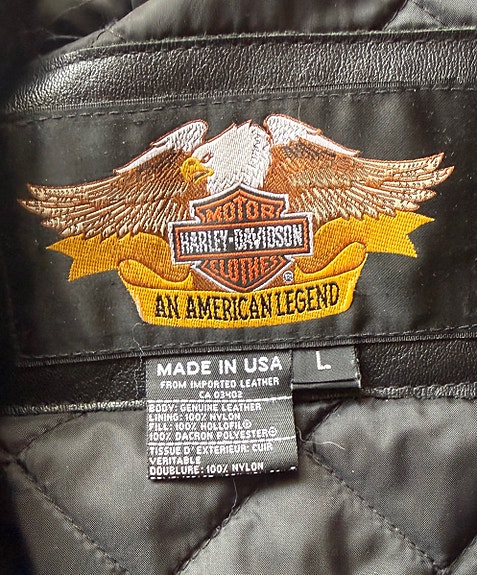 MOTOR
HARLEY-DAVIDSON
CLOTHES
®
AN AMERICAN LEGEND
MADE IN USA
L
FROM IMPORTED LEATHER
CA 03402
BODY: GENUINE LEATHER
LINING: 100% NYLON
FILL: 100% HOLLOFIL®
100% DACRON POLYESTER®
TISSUE D'EXTERIEUR: CUIR
VERITABLE
DOUBLURE: 100% NYLON